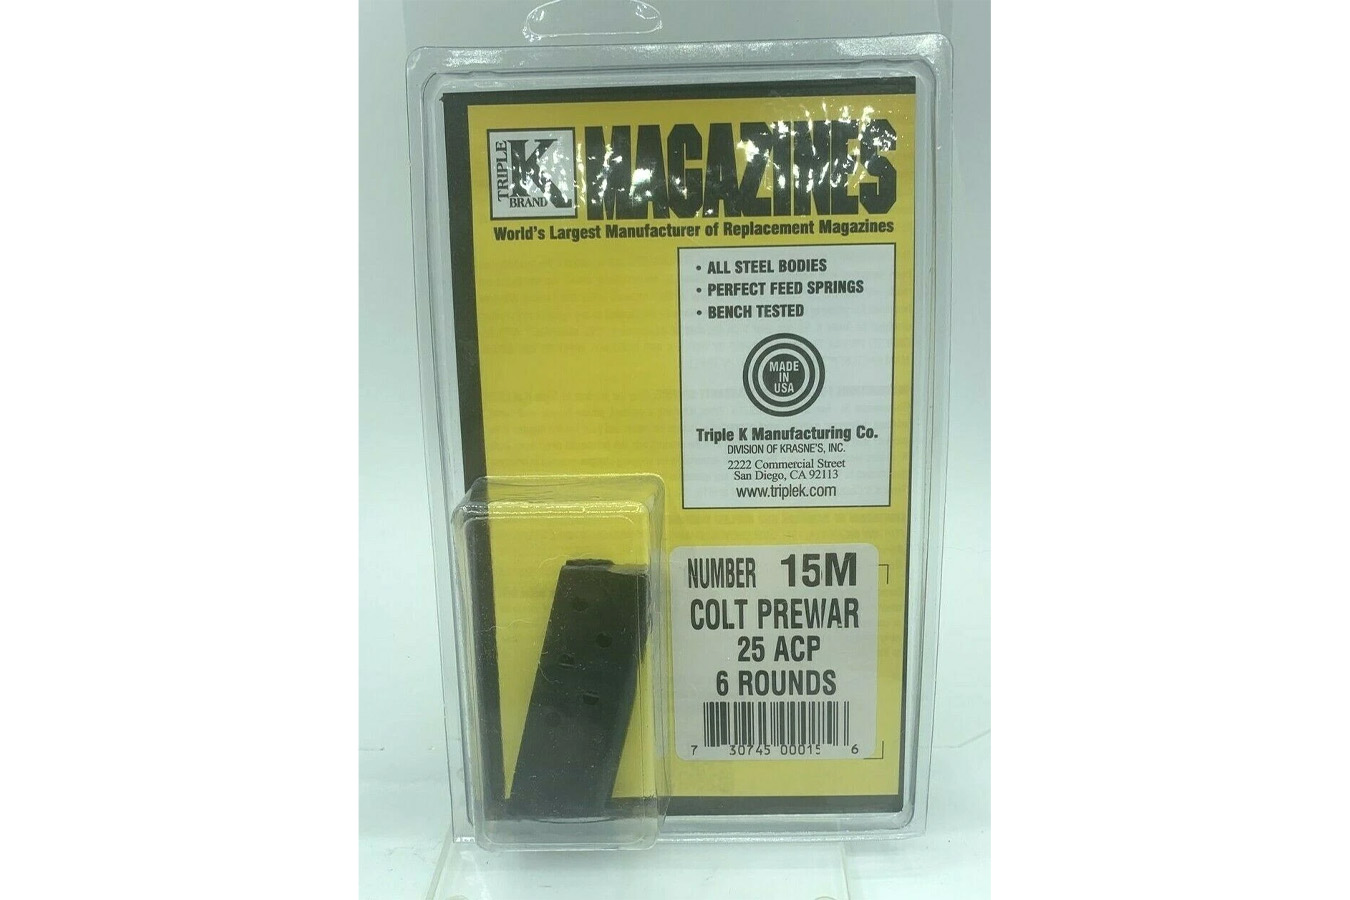 TRIPLE K BRAND
MAGAZINES
World's Largest Manufacturer of Replacement Magazines
• ALL STEEL BODIES
• PERFECT FEED SPRINGS
• BENCH TESTED
MADE
IN
USA
Triple K Manufacturing Co.
DIVISION OF KRASNE'S, INC.
2222 Commercial Street
San Diego, CA 92113
www.triplek.com
NUMBER 15M
COLT PREWAR
25 ACP
6 ROUNDS
7 30745 00015 6